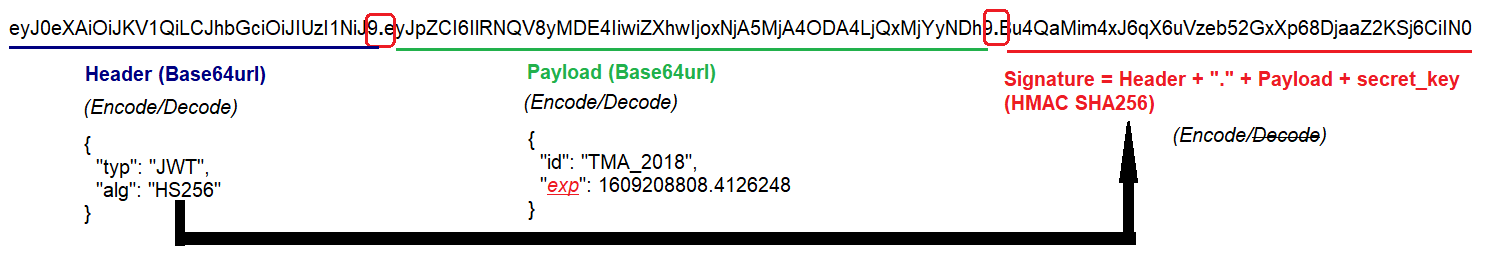 eyJ0eXAiOiJKV1QiLCJhbGciOiJIUzI1NiJ9.eyJpZCI6IlRNQV8yMDE4IiwiZXhwIjoxNjA5MjA4ODA4LjQxMjYyNDh9.Bu4QaMim4xJ6qX6uVzeb52GxXp68DjaaZ2KSj6CiIN0
Header (Base64url)
(Encode/Decode)
{
"typ": "JWT",
"alg": "HS256"
}
Payload (Base64url)
(Encode/Decode)
{
"id": "TMA_2018",
"exp": 1609208808.4126248
}
Signature = Header + "." + Payload + secret_key
(HMAC SHA256)
(Encode/Decode)